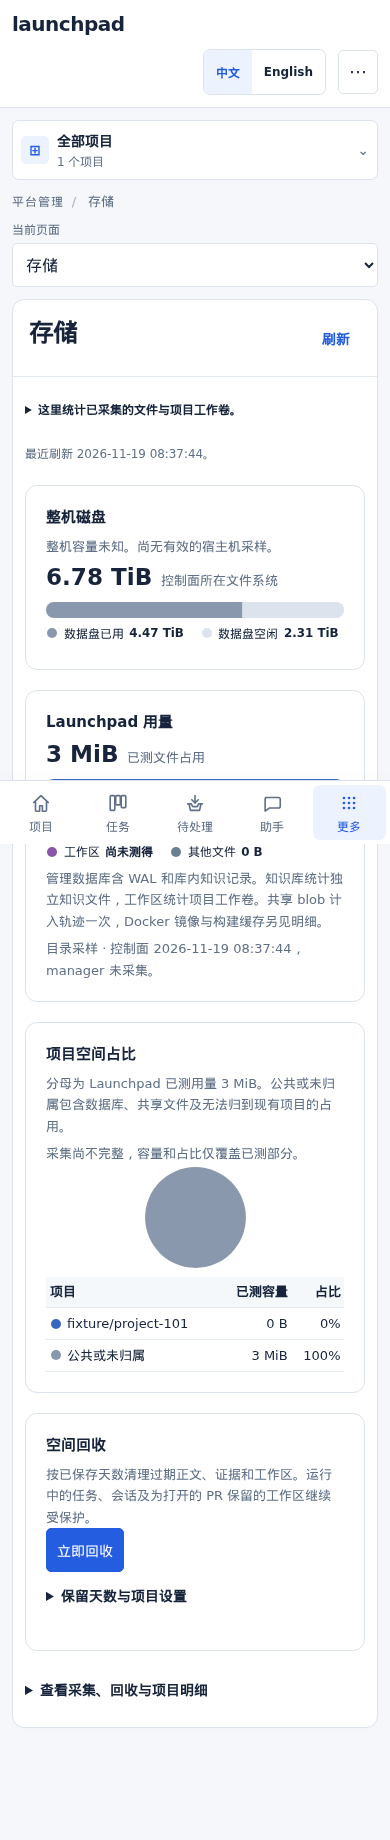 launchpad
中文 English ...
全部项目
1 个项目
平台管理 / 存储
当前页面
存储
存储
刷新
这里统计已采集的文件与项目工作卷。
最近刷新 2026-11-19 08:37:44。
整机磁盘
整机容量未知。尚无有效的宿主机采样。
6.78 TiB 控制面所在文件系统
数据盘已用 4.47 TiB 数据盘空闲 2.31 TiB
Launchpad 用量
3 MiB 已测文件占用
项目 任务 待处理 助手 更多
工作区 尚未测得 其他文件 0 B
管理数据库含 WAL 和库内知识记录。知识库统计独
立知识文件，工作区统计项目工作卷。共享 blob 计
入轨迹一次，Docker 镜像与构建缓存另见明细。
目录采样 · 控制面 2026-11-19 08:37:44，
manager 未采集。
项目空间占比
分母为 Launchpad 已测用量 3 MiB。公共或未归
属包含数据库、共享文件及无法归到现有项目的占
用。
采集尚不完整，容量和占比仅覆盖已测部分。
项目 已测容量 占比
fixture/project-101 0 B 0%
公共或未归属 3 MiB 100%
空间回收
按已保存天数清理过期正文、证据和工作区。运行
中的任务、会话及为打开的 PR 保留的工作区继续
受保护。
立即回收
保留天数与项目设置
查看采集、回收与项目明细